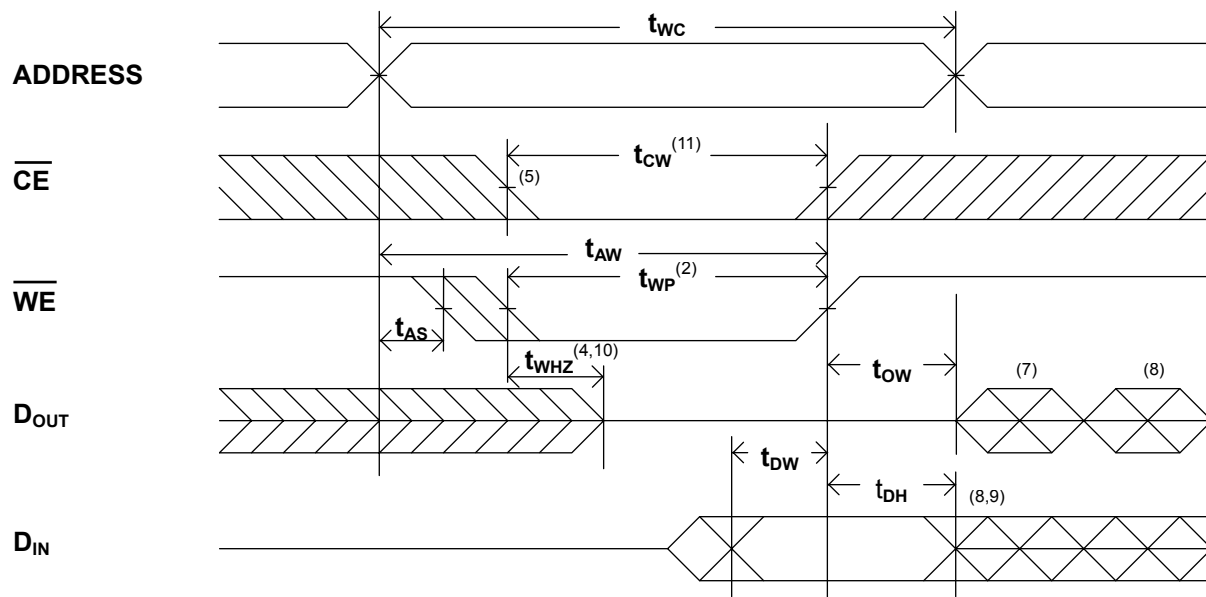 tWC
ADDRESS
tCW(11)
CE
(5)
tAW
WE
tWP(2)
tAS
tWHZ(4,10)
tOW
(7)
(8)
DOUT
tDW
tDH
(8,9)
DIN